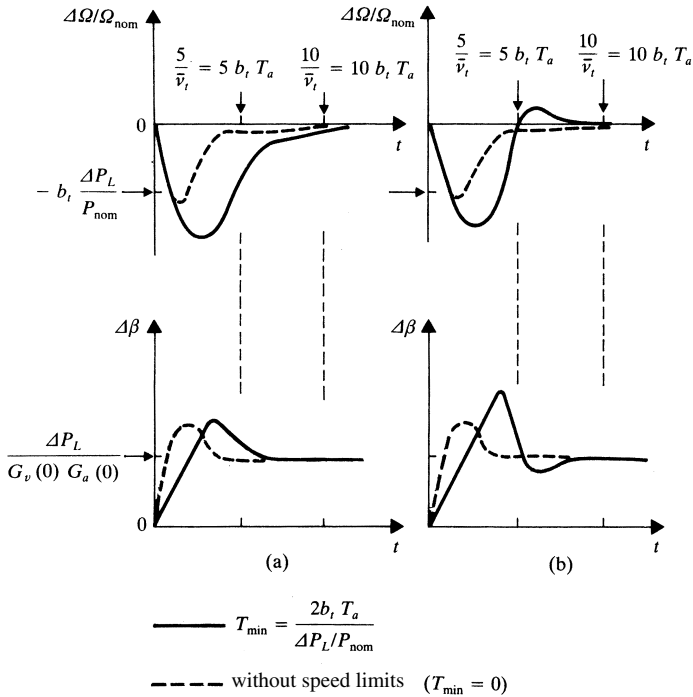 ΔΩ/Ω_nom
5/ν̄_t = 5 b_t T_a
10/ν̄_t = 10 b_t T_a
0
t
− b_t ΔP_L/P_nom
ΔΩ/Ω_nom
5/ν̄_t = 5 b_t T_a
10/ν̄_t = 10 b_t T_a
t
Δβ
ΔP_L/G_v (0) G_a (0)
0
t
(a)
Δβ
t
(b)
T_min = 2b_t T_a/ΔP_L/P_nom
without speed limits (T_min = 0)